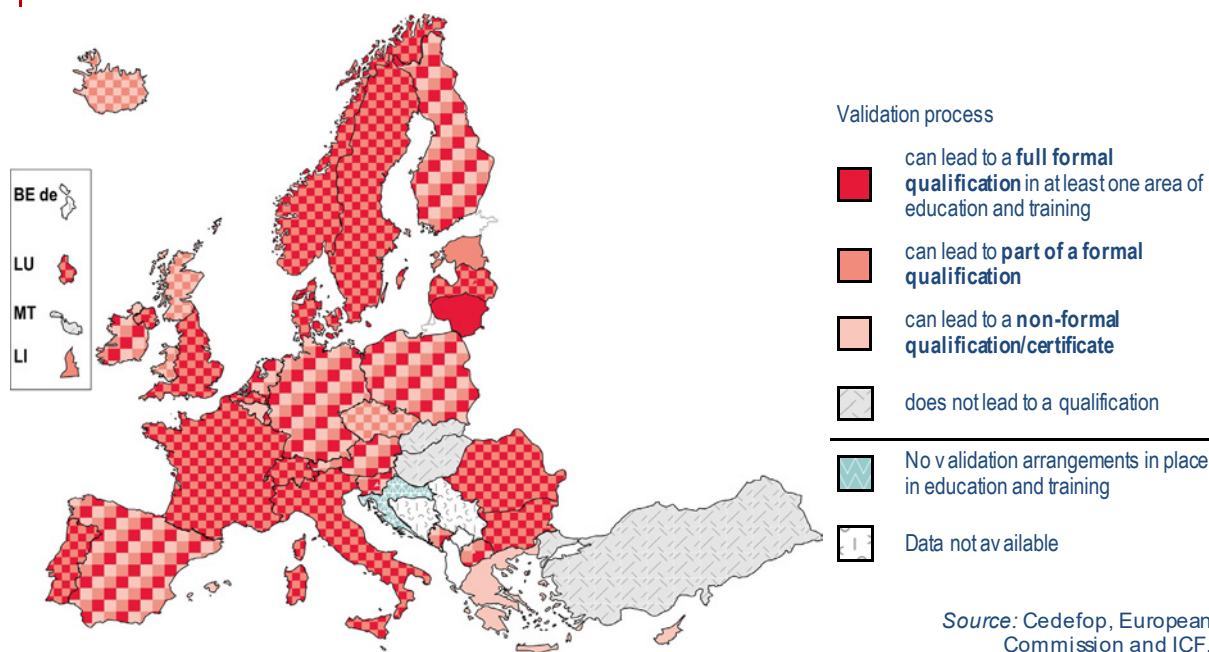 BE de
LU
MT
LI
Validation process
can lead to a full formal
qualification in at least one area of
education and training
can lead to part of a formal
qualification
can lead to a non-formal
qualification/certificate
does not lead to a qualification
No validation arrangements in place
in education and training
Data not available
Source: Cedefop, European
Commission and ICF.